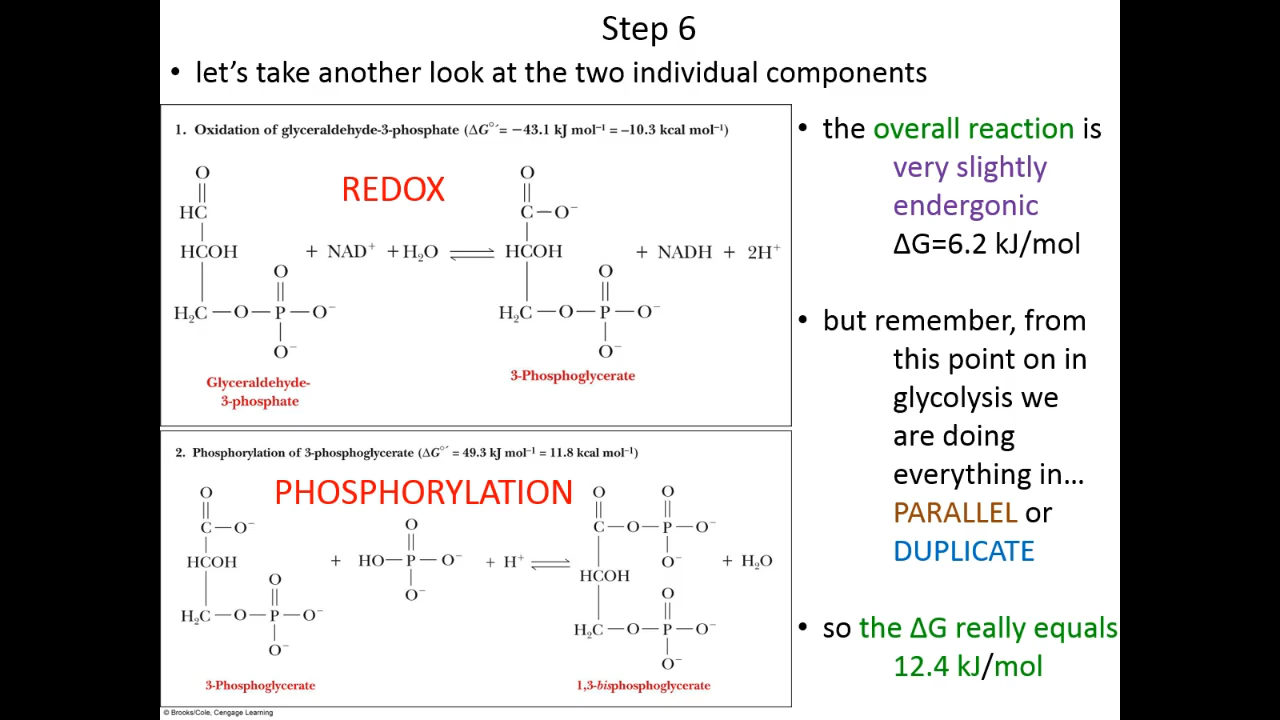 Step 6
• let's take another look at the two individual components
1. Oxidation of glyceraldehyde-3-phosphate (ΔG°′= −43.1 kJ mol⁻¹ = –10.3 kcal mol⁻¹)
REDOX
O
HC
HCOH
H₂C—O—P—O⁻
O
O⁻
+ NAD⁺ + H₂O
O
C—O⁻
HCOH
H₂C—O—P—O⁻
O
O⁻
+ NADH + 2H⁺
Glyceraldehyde-
3-phosphate
3-Phosphoglycerate
2. Phosphorylation of 3-phosphoglycerate (ΔG°′ = 49.3 kJ mol⁻¹ = 11.8 kcal mol⁻¹)
PHOSPHORYLATION
O
C—O⁻
HCOH
H₂C—O—P—O⁻
O
O⁻
+
O
HO—P—O⁻
O⁻
+ H⁺
O
O
C—O—P—O⁻
O⁻
HCOH
O
H₂C—O—P—O⁻
O⁻
+ H₂O
3-Phosphoglycerate
1,3-bisphosphoglycerate
© Brooks/Cole, Cengage Learning
• the overall reaction is
very slightly
endergonic
ΔG=6.2 kJ/mol
• but remember, from
this point on in
glycolysis we
are doing
everything in…
PARALLEL or
DUPLICATE
• so the ΔG really equals
12.4 kJ/mol